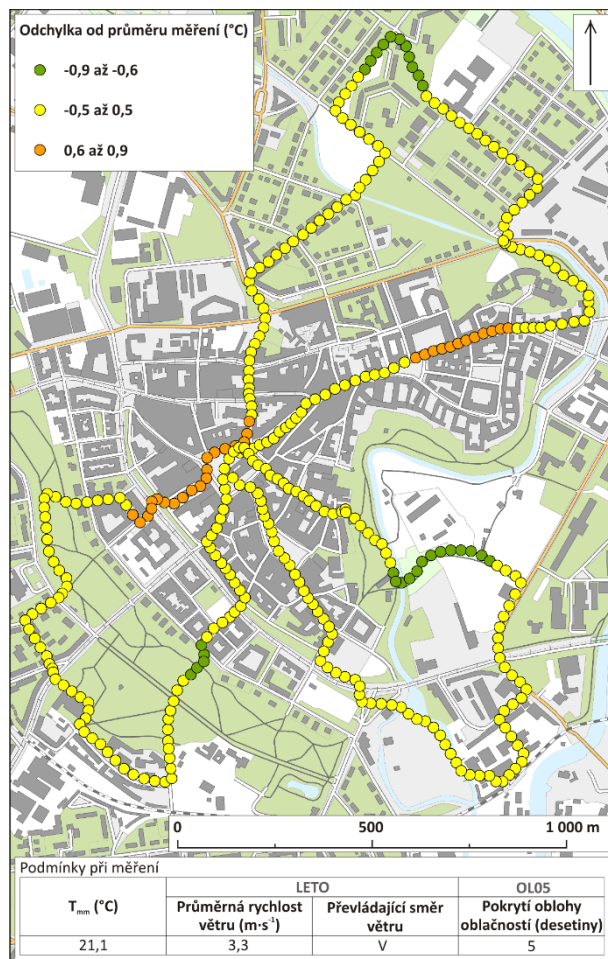 Odchylka od průměru měření (°C)
-0,9 až -0,6
-0,5 až 0,5
0,6 až 0,9
0 500 1 000 m
Podmínky při měření
LETO OL05
Tmm (°C) Průměrná rychlost větru (m·s⁻¹) Převládající směr větru Pokrytí oblohy oblačností (desetiny)
21,1 3,3 V 5